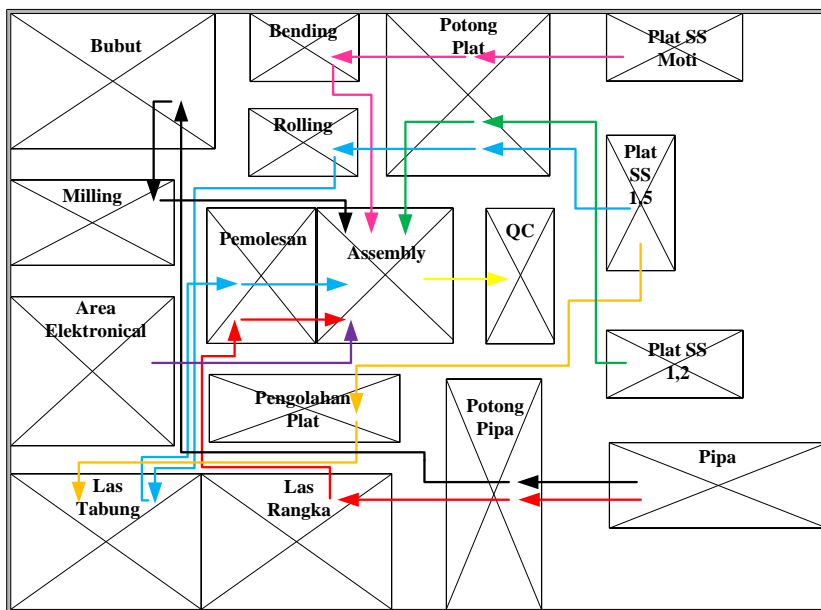 Bubut
Bending
Potong
Plat
Plat SS
Moti
Rolling
Plat
SS
1,5
Milling
Pemolesan
Assembly
QC
Area
Elektronical
Plat SS
1,2
Pengolahan
Plat
Potong
Pipa
Pipa
Las
Tabung
Las
Rangka